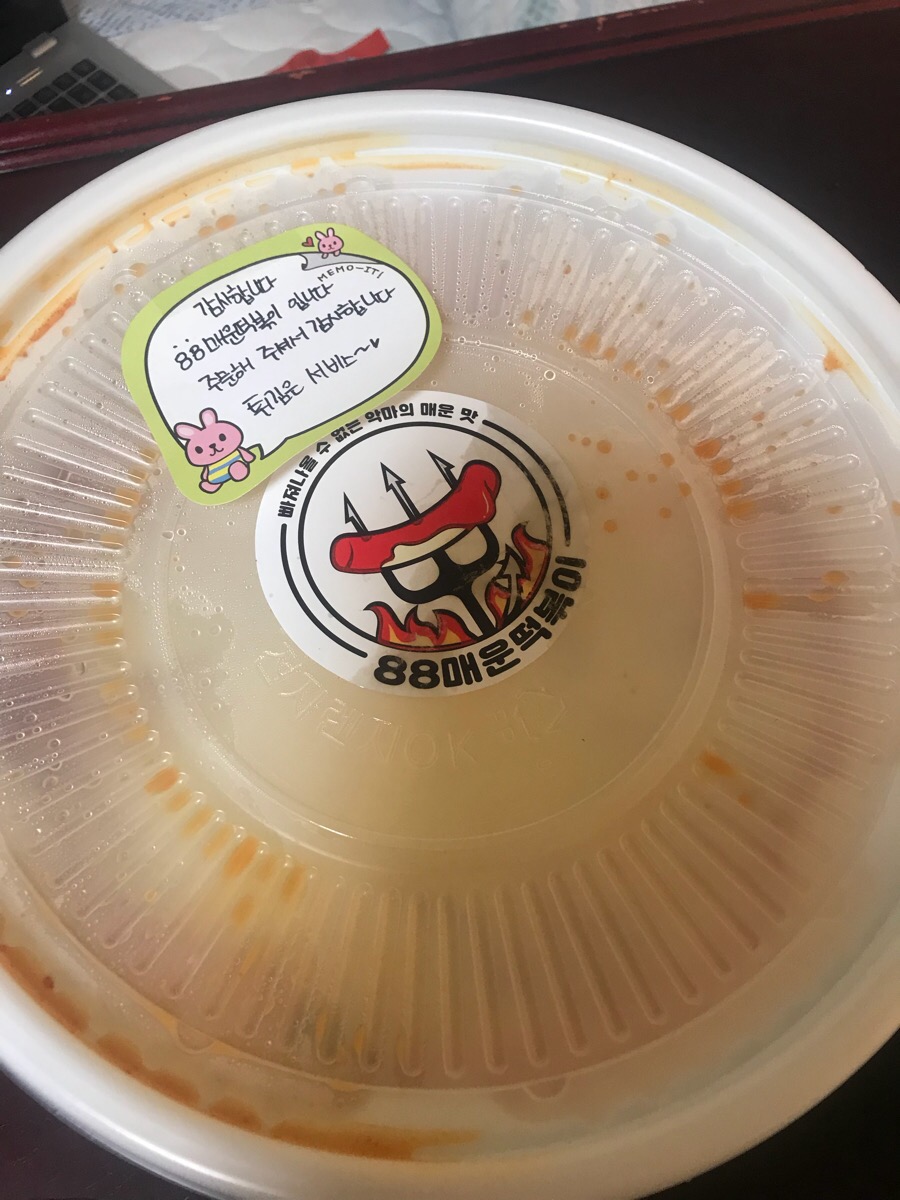 MEMO-IT!
감사합니다
88매운떡볶이 입니다
주문해 주셔서 감사합니다
튀김은 서비스~♥
빠져나올 수 없는 악마의 매운 맛
88매운떡볶이